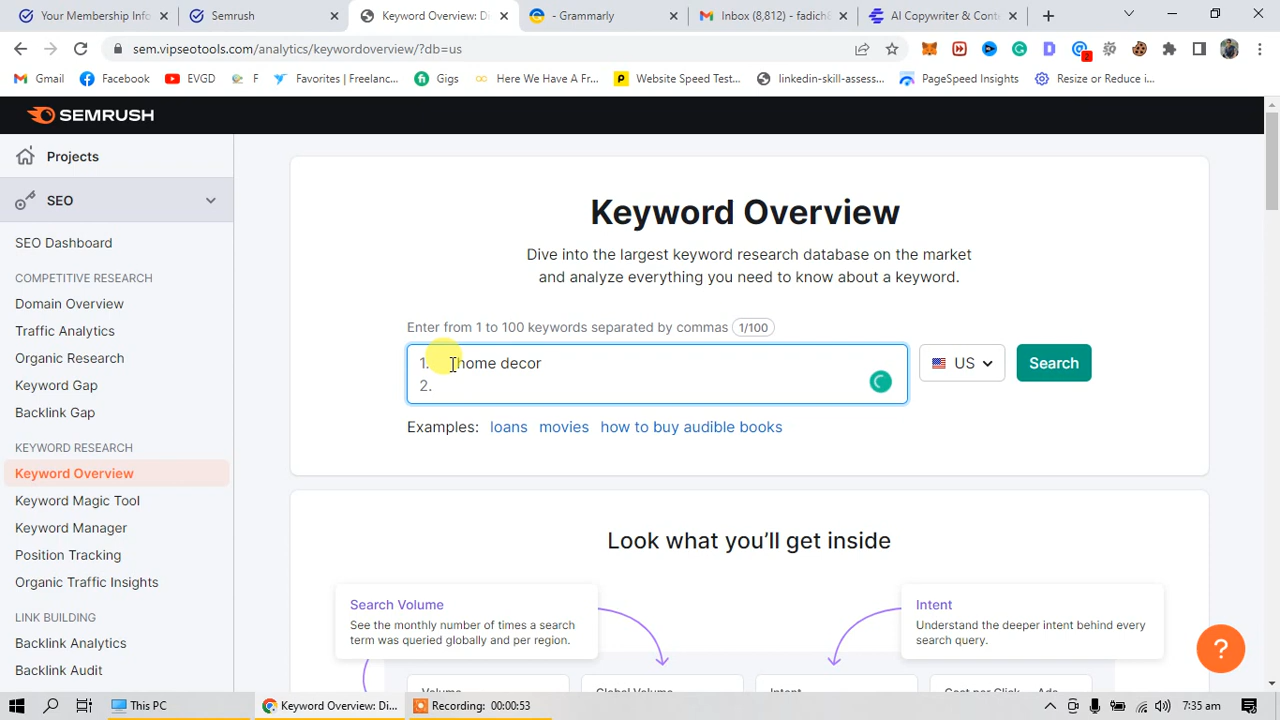 Your Membership Info
Semrush
Keyword Overview: D
- Grammarly
Inbox (8,812) - fadich8
AI Copywriter & Cont
sem.vipseotools.com/analytics/keywordoverview/?db=us
Gmail
Facebook
EVGD
F
Favorites | Freelanc...
Gigs
Here We Have A Fr...
Website Speed Test...
linkedin-skill-assess...
PageSpeed Insights
Resize or Reduce i...
2
SEMRUSH
Projects
SEO
SEO Dashboard
COMPETITIVE RESEARCH
Domain Overview
Traffic Analytics
Organic Research
Keyword Gap
Backlink Gap
KEYWORD RESEARCH
Keyword Overview
Keyword Magic Tool
Keyword Manager
Position Tracking
Organic Traffic Insights
LINK BUILDING
Backlink Analytics
Backlink Audit
Keyword Overview
Dive into the largest keyword research database on the market
and analyze everything you need to know about a keyword.
Enter from 1 to 100 keywords separated by commas 1/100
1. home decor
2.
US
Search
Examples: loans movies how to buy audible books
Look what you'll get inside
Search Volume
See the monthly number of times a search
term was queried globally and per region.
Intent
Understand the deeper intent behind every
search query.
Volume
Global Volume
Intent
?
This PC
Keyword Overview: Di...
Recording: 00:00:53
7:35 am